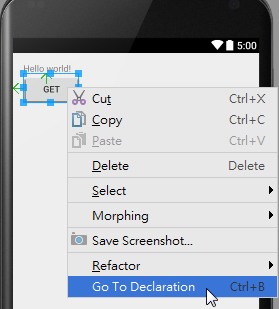 5:00
Hello world!
GET
Cut Ctrl+X
Copy Ctrl+C
Paste Ctrl+V
Delete Delete
Select
Morphing
Save Screenshot...
Refactor
Go To Declaration Ctrl+B